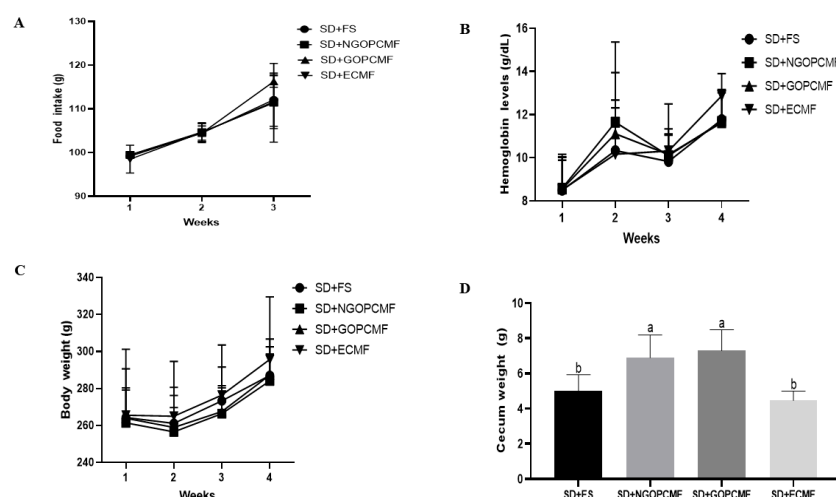 A
130
120
110
100
90
Food intake (g)
1
2
3
Weeks
SD+FS
SD+NGOPCMF
SD+GOPCMF
SD+ECMF
B
16
14
12
10
8
Hemoglobin levels (g/dL)
1
2
3
4
Weeks
SD+FS
SD+NGOPCMF
SD+GOPCMF
SD+ECMF
C
340
320
300
280
260
240
Body weight (g)
1
2
3
4
Weeks
SD+FS
SD+NGOPCMF
SD+GOPCMF
SD+ECMF
D
10
8
6
4
2
0
Cecum weight (g)
b
a
a
b
SD+FS
SD+NGOPCMF
SD+GOPCMF
SD+ECMF